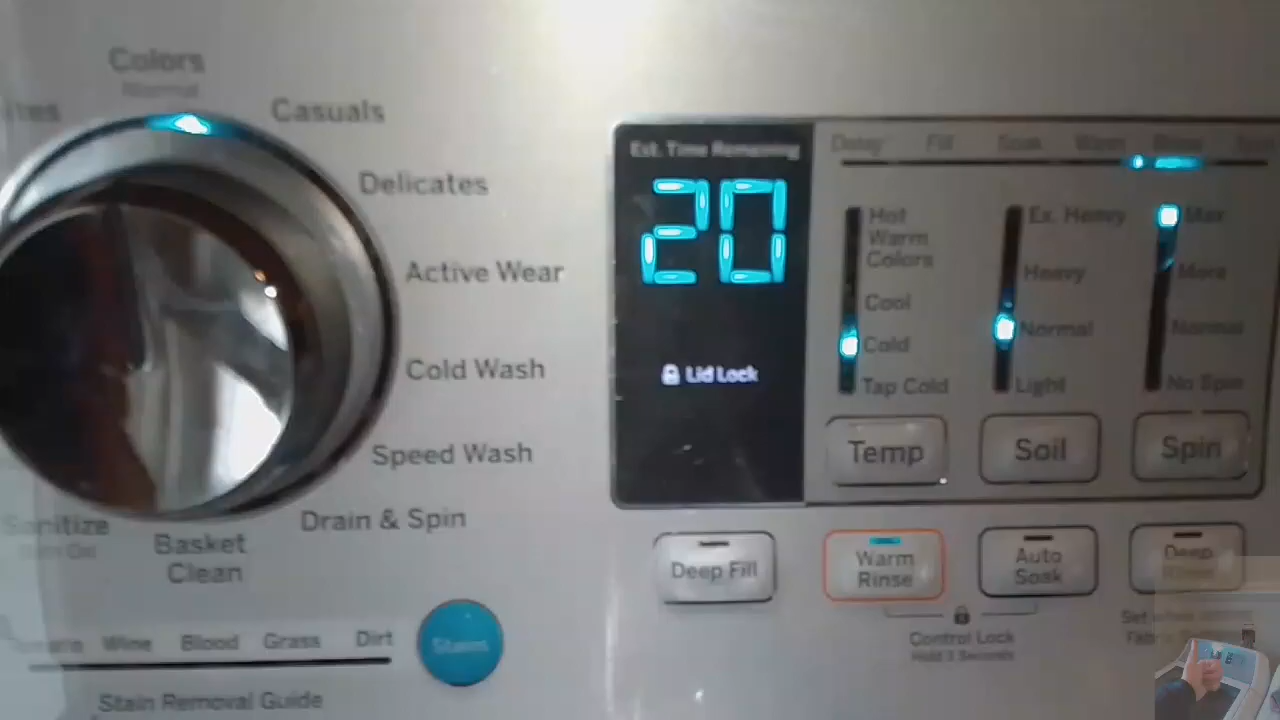 Colors
Normal
Casuals
Delicates
Active Wear
Cold Wash
Speed Wash
Drain & Spin
Basket
Clean
Sanitize
Wine
Blood
Grass
Dirt
Stains
Stain Removal Guide
Est. Time Remaining
20
Lid Lock
Delay
Fill
Soak
Wash
Rinse
Hot
Warm
Colors
Cool
Cold
Tap Cold
Temp
Ex. Heavy
Heavy
Normal
Light
Soil
Max
More
Normal
No Spin
Spin
Deep Fill
Warm
Rinse
Auto
Soak
Deep
Control Lock
Hold 3 Seconds